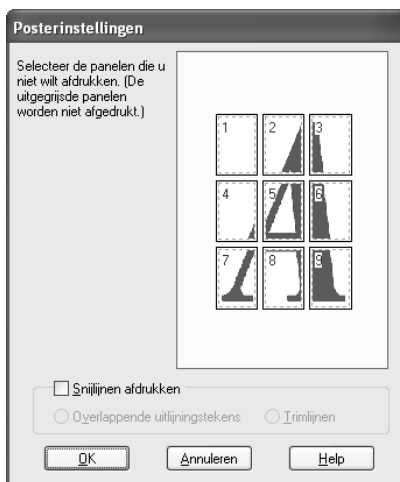 Posterinstellingen
Selecteer de panelen die u
niet wilt afdrukken. (De
uitgegrijsde panelen
worden niet afgedrukt.)
1 2 3
4 5 6
7 8 9
Snijlijnen afdrukken
Overlappende uitlijningstekens Trimlijnen
OK Annuleren Help